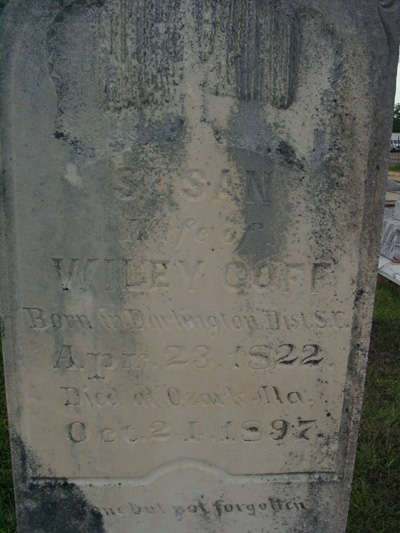 SUSAN
Wife of
WILEY GOFF
Born in Darlington, Dist. S.C.
Apr. 23, 1822.
Died at Ozark Ala.
Oct. 21, 1897.
Gone but not forgotten